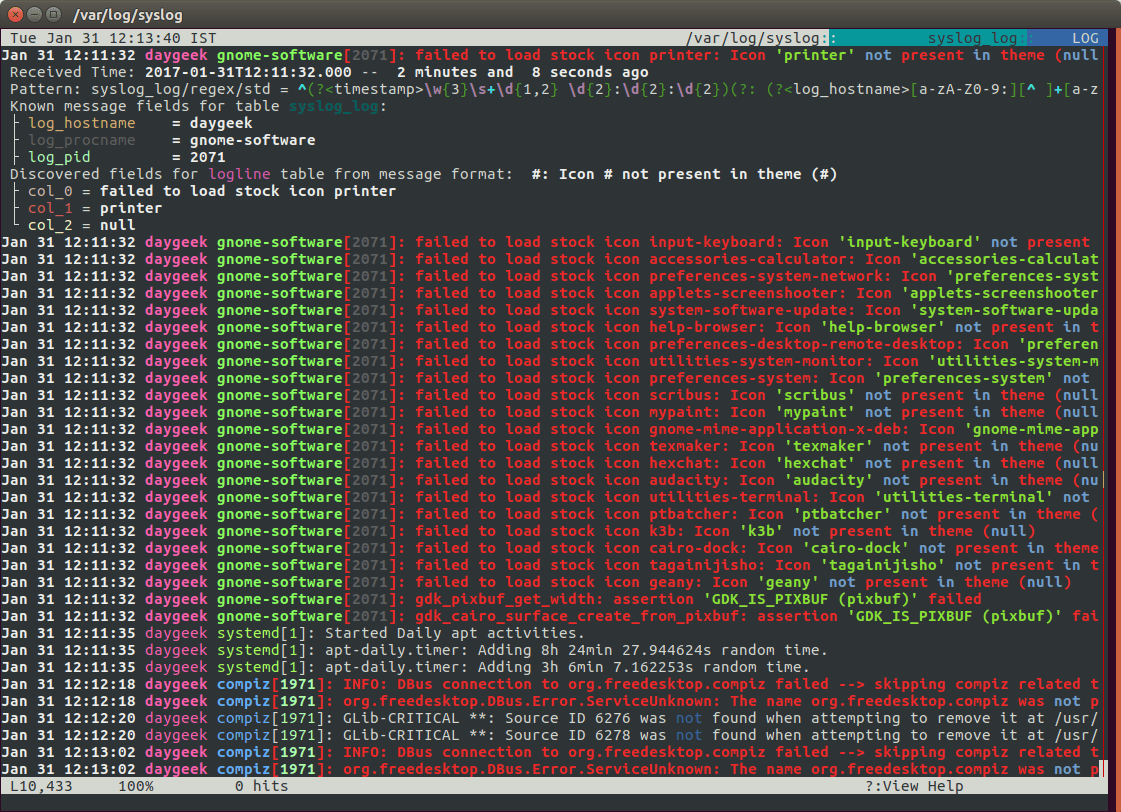 /var/log/syslog
Tue Jan 31 12:13:40 IST /var/log/syslog: syslog_log: LOG
Jan 31 12:11:32 daygeek gnome-software[2071]: failed to load stock icon printer: Icon 'printer' not present in theme (null
Received Time: 2017-01-31T12:11:32.000 -- 2 minutes and 8 seconds ago
Pattern: syslog_log/regex/std = ^(?<timestamp>\w{3}\s+\d{1,2} \d{2}:\d{2}:\d{2})(?: (?<log_hostname>[a-zA-Z0-9:][^ ]+[a-z
Known message fields for table syslog_log:
├ log_hostname = daygeek
├ log_procname = gnome-software
├ log_pid = 2071
Discovered fields for logline table from message format: #: Icon # not present in theme (#)
├ col_0 = failed to load stock icon printer
├ col_1 = printer
└ col_2 = null
Jan 31 12:11:32 daygeek gnome-software[2071]: failed to load stock icon input-keyboard: Icon 'input-keyboard' not present
Jan 31 12:11:32 daygeek gnome-software[2071]: failed to load stock icon accessories-calculator: Icon 'accessories-calculat
Jan 31 12:11:32 daygeek gnome-software[2071]: failed to load stock icon preferences-system-network: Icon 'preferences-syst
Jan 31 12:11:32 daygeek gnome-software[2071]: failed to load stock icon applets-screenshooter: Icon 'applets-screenshooter
Jan 31 12:11:32 daygeek gnome-software[2071]: failed to load stock icon system-software-update: Icon 'system-software-upda
Jan 31 12:11:32 daygeek gnome-software[2071]: failed to load stock icon help-browser: Icon 'help-browser' not present in t
Jan 31 12:11:32 daygeek gnome-software[2071]: failed to load stock icon preferences-desktop-remote-desktop: Icon 'preferen
Jan 31 12:11:32 daygeek gnome-software[2071]: failed to load stock icon utilities-system-monitor: Icon 'utilities-system-m
Jan 31 12:11:32 daygeek gnome-software[2071]: failed to load stock icon preferences-system: Icon 'preferences-system' not
Jan 31 12:11:32 daygeek gnome-software[2071]: failed to load stock icon scribus: Icon 'scribus' not present in theme (null
Jan 31 12:11:32 daygeek gnome-software[2071]: failed to load stock icon mypaint: Icon 'mypaint' not present in theme (null
Jan 31 12:11:32 daygeek gnome-software[2071]: failed to load stock icon gnome-mime-application-x-deb: Icon 'gnome-mime-app
Jan 31 12:11:32 daygeek gnome-software[2071]: failed to load stock icon texmaker: Icon 'texmaker' not present in theme (nu
Jan 31 12:11:32 daygeek gnome-software[2071]: failed to load stock icon hexchat: Icon 'hexchat' not present in theme (null
Jan 31 12:11:32 daygeek gnome-software[2071]: failed to load stock icon audacity: Icon 'audacity' not present in theme (nu
Jan 31 12:11:32 daygeek gnome-software[2071]: failed to load stock icon utilities-terminal: Icon 'utilities-terminal' not
Jan 31 12:11:32 daygeek gnome-software[2071]: failed to load stock icon ptbatcher: Icon 'ptbatcher' not present in theme (
Jan 31 12:11:32 daygeek gnome-software[2071]: failed to load stock icon k3b: Icon 'k3b' not present in theme (null)
Jan 31 12:11:32 daygeek gnome-software[2071]: failed to load stock icon cairo-dock: Icon 'cairo-dock' not present in theme
Jan 31 12:11:32 daygeek gnome-software[2071]: failed to load stock icon tagainijisho: Icon 'tagainijisho' not present in t
Jan 31 12:11:32 daygeek gnome-software[2071]: failed to load stock icon geany: Icon 'geany' not present in theme (null)
Jan 31 12:11:32 daygeek gnome-software[2071]: gdk_pixbuf_get_width: assertion 'GDK_IS_PIXBUF (pixbuf)' failed
Jan 31 12:11:32 daygeek gnome-software[2071]: gdk_cairo_surface_create_from_pixbuf: assertion 'GDK_IS_PIXBUF (pixbuf)' fai
Jan 31 12:11:35 daygeek systemd[1]: Started Daily apt activities.
Jan 31 12:11:35 daygeek systemd[1]: apt-daily.timer: Adding 8h 24min 27.944624s random time.
Jan 31 12:11:35 daygeek systemd[1]: apt-daily.timer: Adding 3h 6min 7.162253s random time.
Jan 31 12:12:18 daygeek compiz[1971]: INFO: DBus connection to org.freedesktop.compiz failed --> skipping compiz related t
Jan 31 12:12:18 daygeek compiz[1971]: org.freedesktop.DBus.Error.ServiceUnknown: The name org.freedesktop.compiz was not p
Jan 31 12:12:20 daygeek compiz[1971]: GLib-CRITICAL **: Source ID 6276 was not found when attempting to remove it at /usr/
Jan 31 12:12:20 daygeek compiz[1971]: GLib-CRITICAL **: Source ID 6278 was not found when attempting to remove it at /usr/
Jan 31 12:13:02 daygeek compiz[1971]: INFO: DBus connection to org.freedesktop.compiz failed --> skipping compiz related t
Jan 31 12:13:02 daygeek compiz[1971]: org.freedesktop.DBus.Error.ServiceUnknown: The name org.freedesktop.compiz was not p
L10,433 100% 0 hits ?:View Help